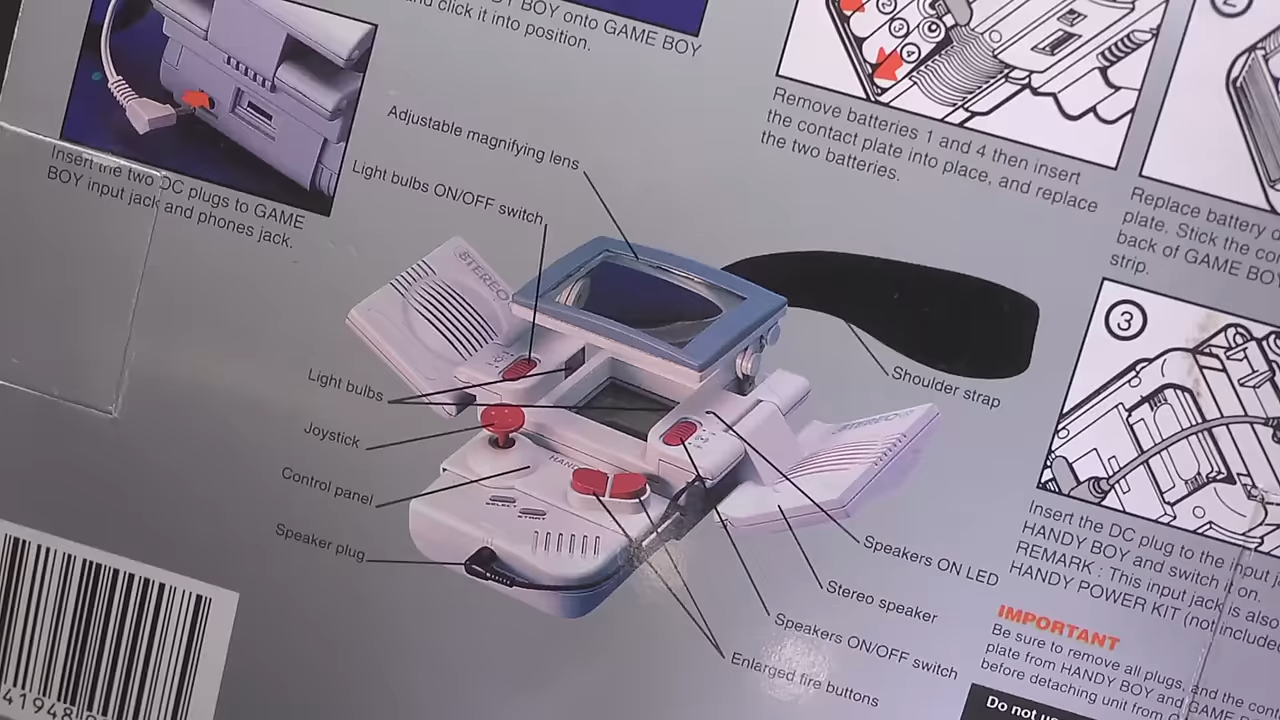 BOY onto GAME BOY
and click it into position.
Insert the two DC plugs to GAME
BOY input jack and phones jack.
Adjustable magnifying lens
Light bulbs ON/OFF switch
Light bulbs
Joystick
Control panel
Speaker plug
STEREO
STEREO
HAND
SELECT
START
Shoulder strap
Speakers ON LED
Stereo speaker
Speakers ON/OFF switch
Enlarged fire buttons
2
3
4
Remove batteries 1 and 4 then insert
the contact plate into place, and replace
the two batteries.
Replace battery
plate. Stick the
back of GAME BOY
strip.
3
Insert the DC plug to the input
HANDY BOY and switch it on.
REMARK : This input jack is also
HANDY POWER KIT (not included
IMPORTANT
Be sure to remove all plugs, and the
plate from HANDY BOY and GAME
before detaching unit from
Do not
41948